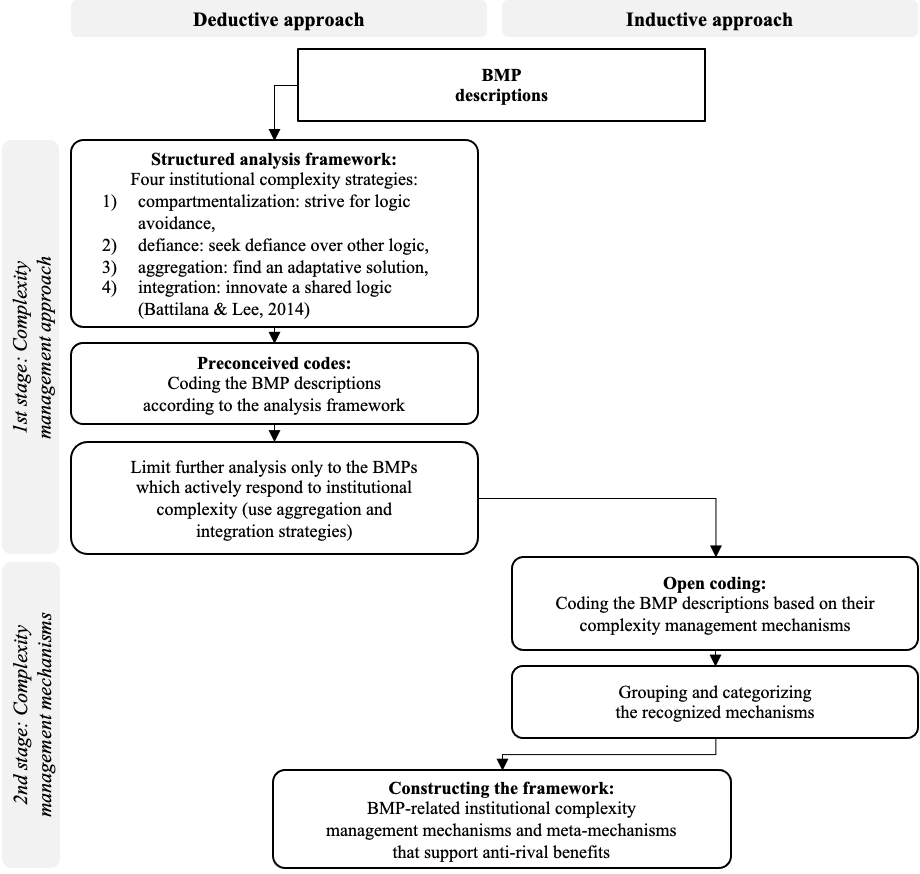 Deductive approach
Inductive approach
BMP
descriptions
1st stage: Complexity
management approach
Structured analysis framework:
Four institutional complexity strategies:
1) compartmentalization: strive for logic
avoidance,
2) defiance: seek defiance over other logic,
3) aggregation: find an adaptative solution,
4) integration: innovate a shared logic
(Battilana & Lee, 2014)
Preconceived codes:
Coding the BMP descriptions
according to the analysis framework
Limit further analysis only to the BMPs
which actively respond to institutional
complexity (use aggregation and
integration strategies)
2nd stage: Complexity
management mechanisms
Open coding:
Coding the BMP descriptions based on their
complexity management mechanisms
Grouping and categorizing
the recognized mechanisms
Constructing the framework:
BMP-related institutional complexity
management mechanisms and meta-mechanisms
that support anti-rival benefits